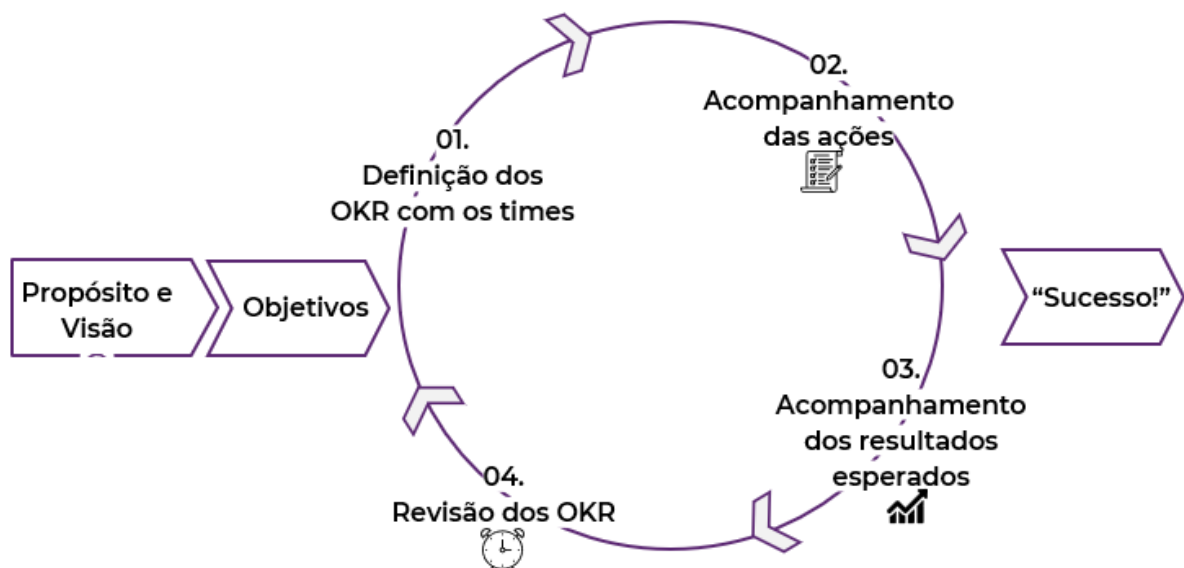 Propósito e
Visão
Objetivos
01.
Definição dos
OKR com os times
02.
Acompanhamento
das ações
03.
Acompanhamento
dos resultados
esperados
04.
Revisão dos OKR
“Sucesso!”